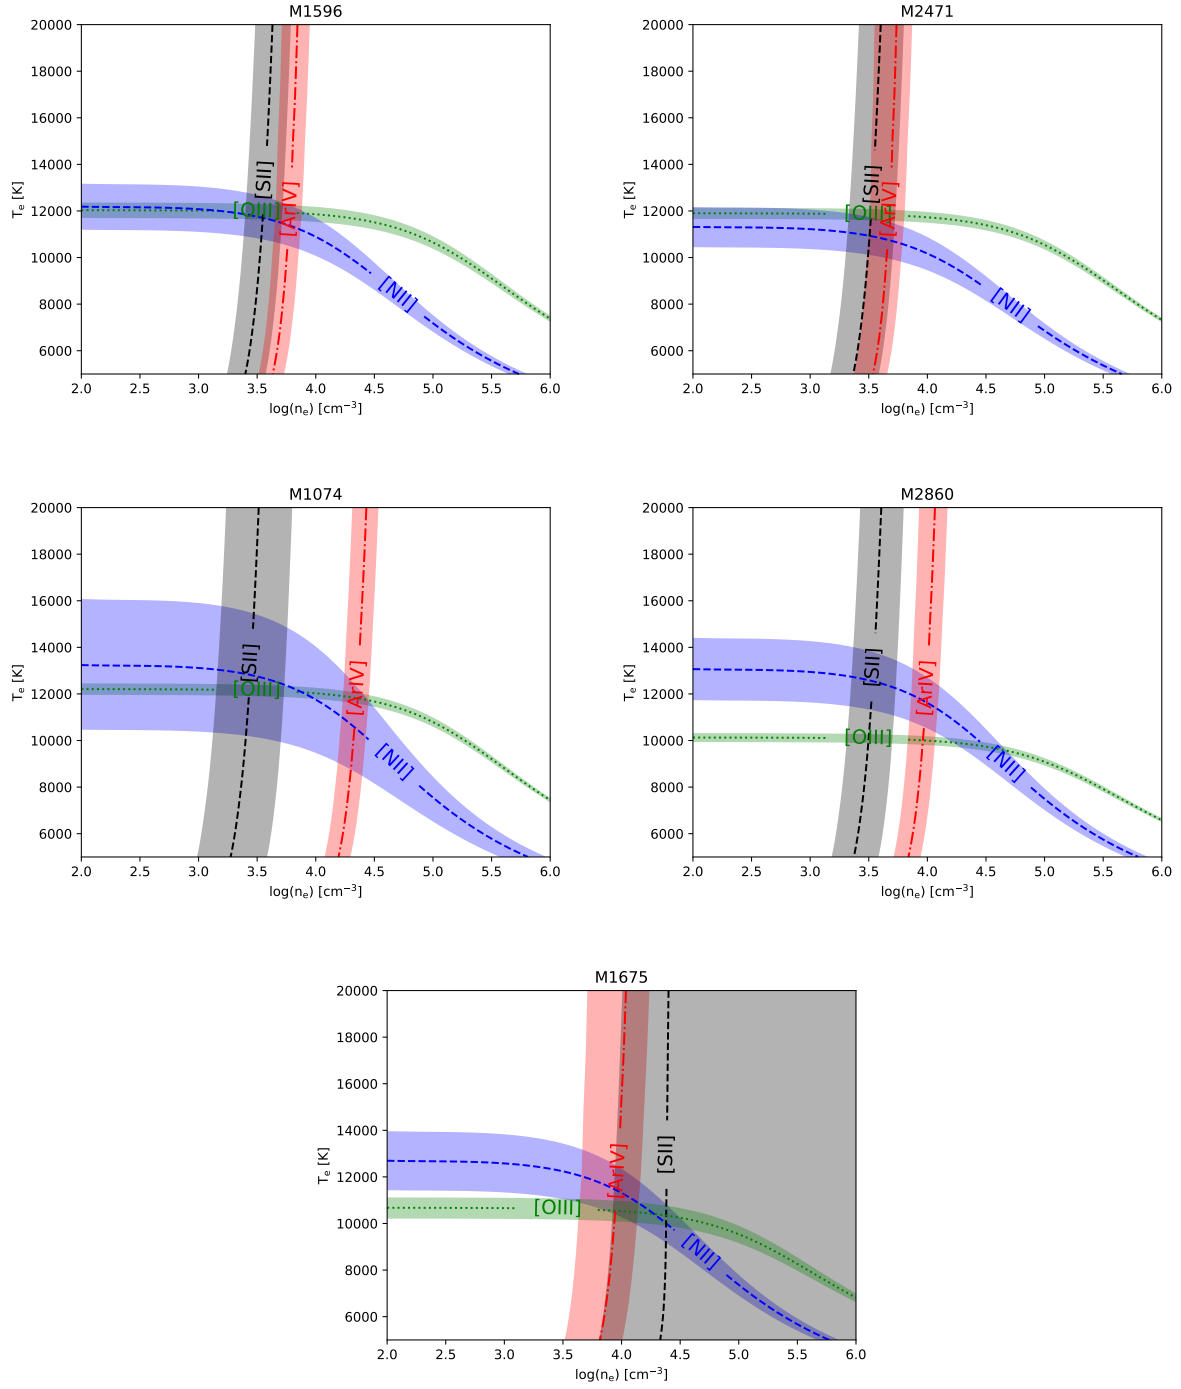 M1596
20000
18000
16000
14000
12000
10000
8000
6000
T_e [K]
[SII]
[OIII]
[ArIV]
[NII]
2.0 2.5 3.0 3.5 4.0 4.5 5.0 5.5 6.0
log(n_e) [cm⁻³]
M2471
20000
18000
16000
14000
12000
10000
8000
6000
T_e [K]
[SII]
[OIII]
[ArIV]
[NII]
2.0 2.5 3.0 3.5 4.0 4.5 5.0 5.5 6.0
log(n_e) [cm⁻³]
M1074
20000
18000
16000
14000
12000
10000
8000
6000
T_e [K]
[SII]
[OIII]
[ArIV]
[NII]
2.0 2.5 3.0 3.5 4.0 4.5 5.0 5.5 6.0
log(n_e) [cm⁻³]
M2860
20000
18000
16000
14000
12000
10000
8000
6000
T_e [K]
[SII]
[OIII]
[ArIV]
[NII]
2.0 2.5 3.0 3.5 4.0 4.5 5.0 5.5 6.0
log(n_e) [cm⁻³]
M1675
20000
18000
16000
14000
12000
10000
8000
6000
T_e [K]
[ArIV]
[SII]
[OIII]
[NII]
2.0 2.5 3.0 3.5 4.0 4.5 5.0 5.5 6.0
log(n_e) [cm⁻³]